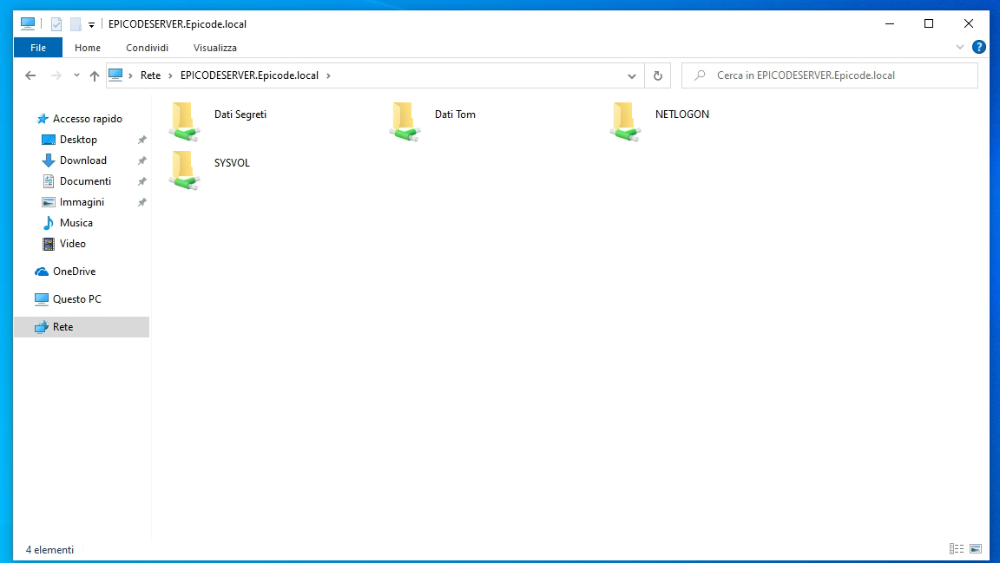 EPICODESERVER.Epicode.local
File Home Condividi Visualizza ?
Rete EPICODESERVER.Epicode.local Cerca in EPICODESERVER.Epicode.local
Accesso rapido
Desktop
Download
Documenti
Immagini
Musica
Video
OneDrive
Questo PC
Rete
Dati Segreti Dati Tom NETLOGON
SYSVOL
4 elementi